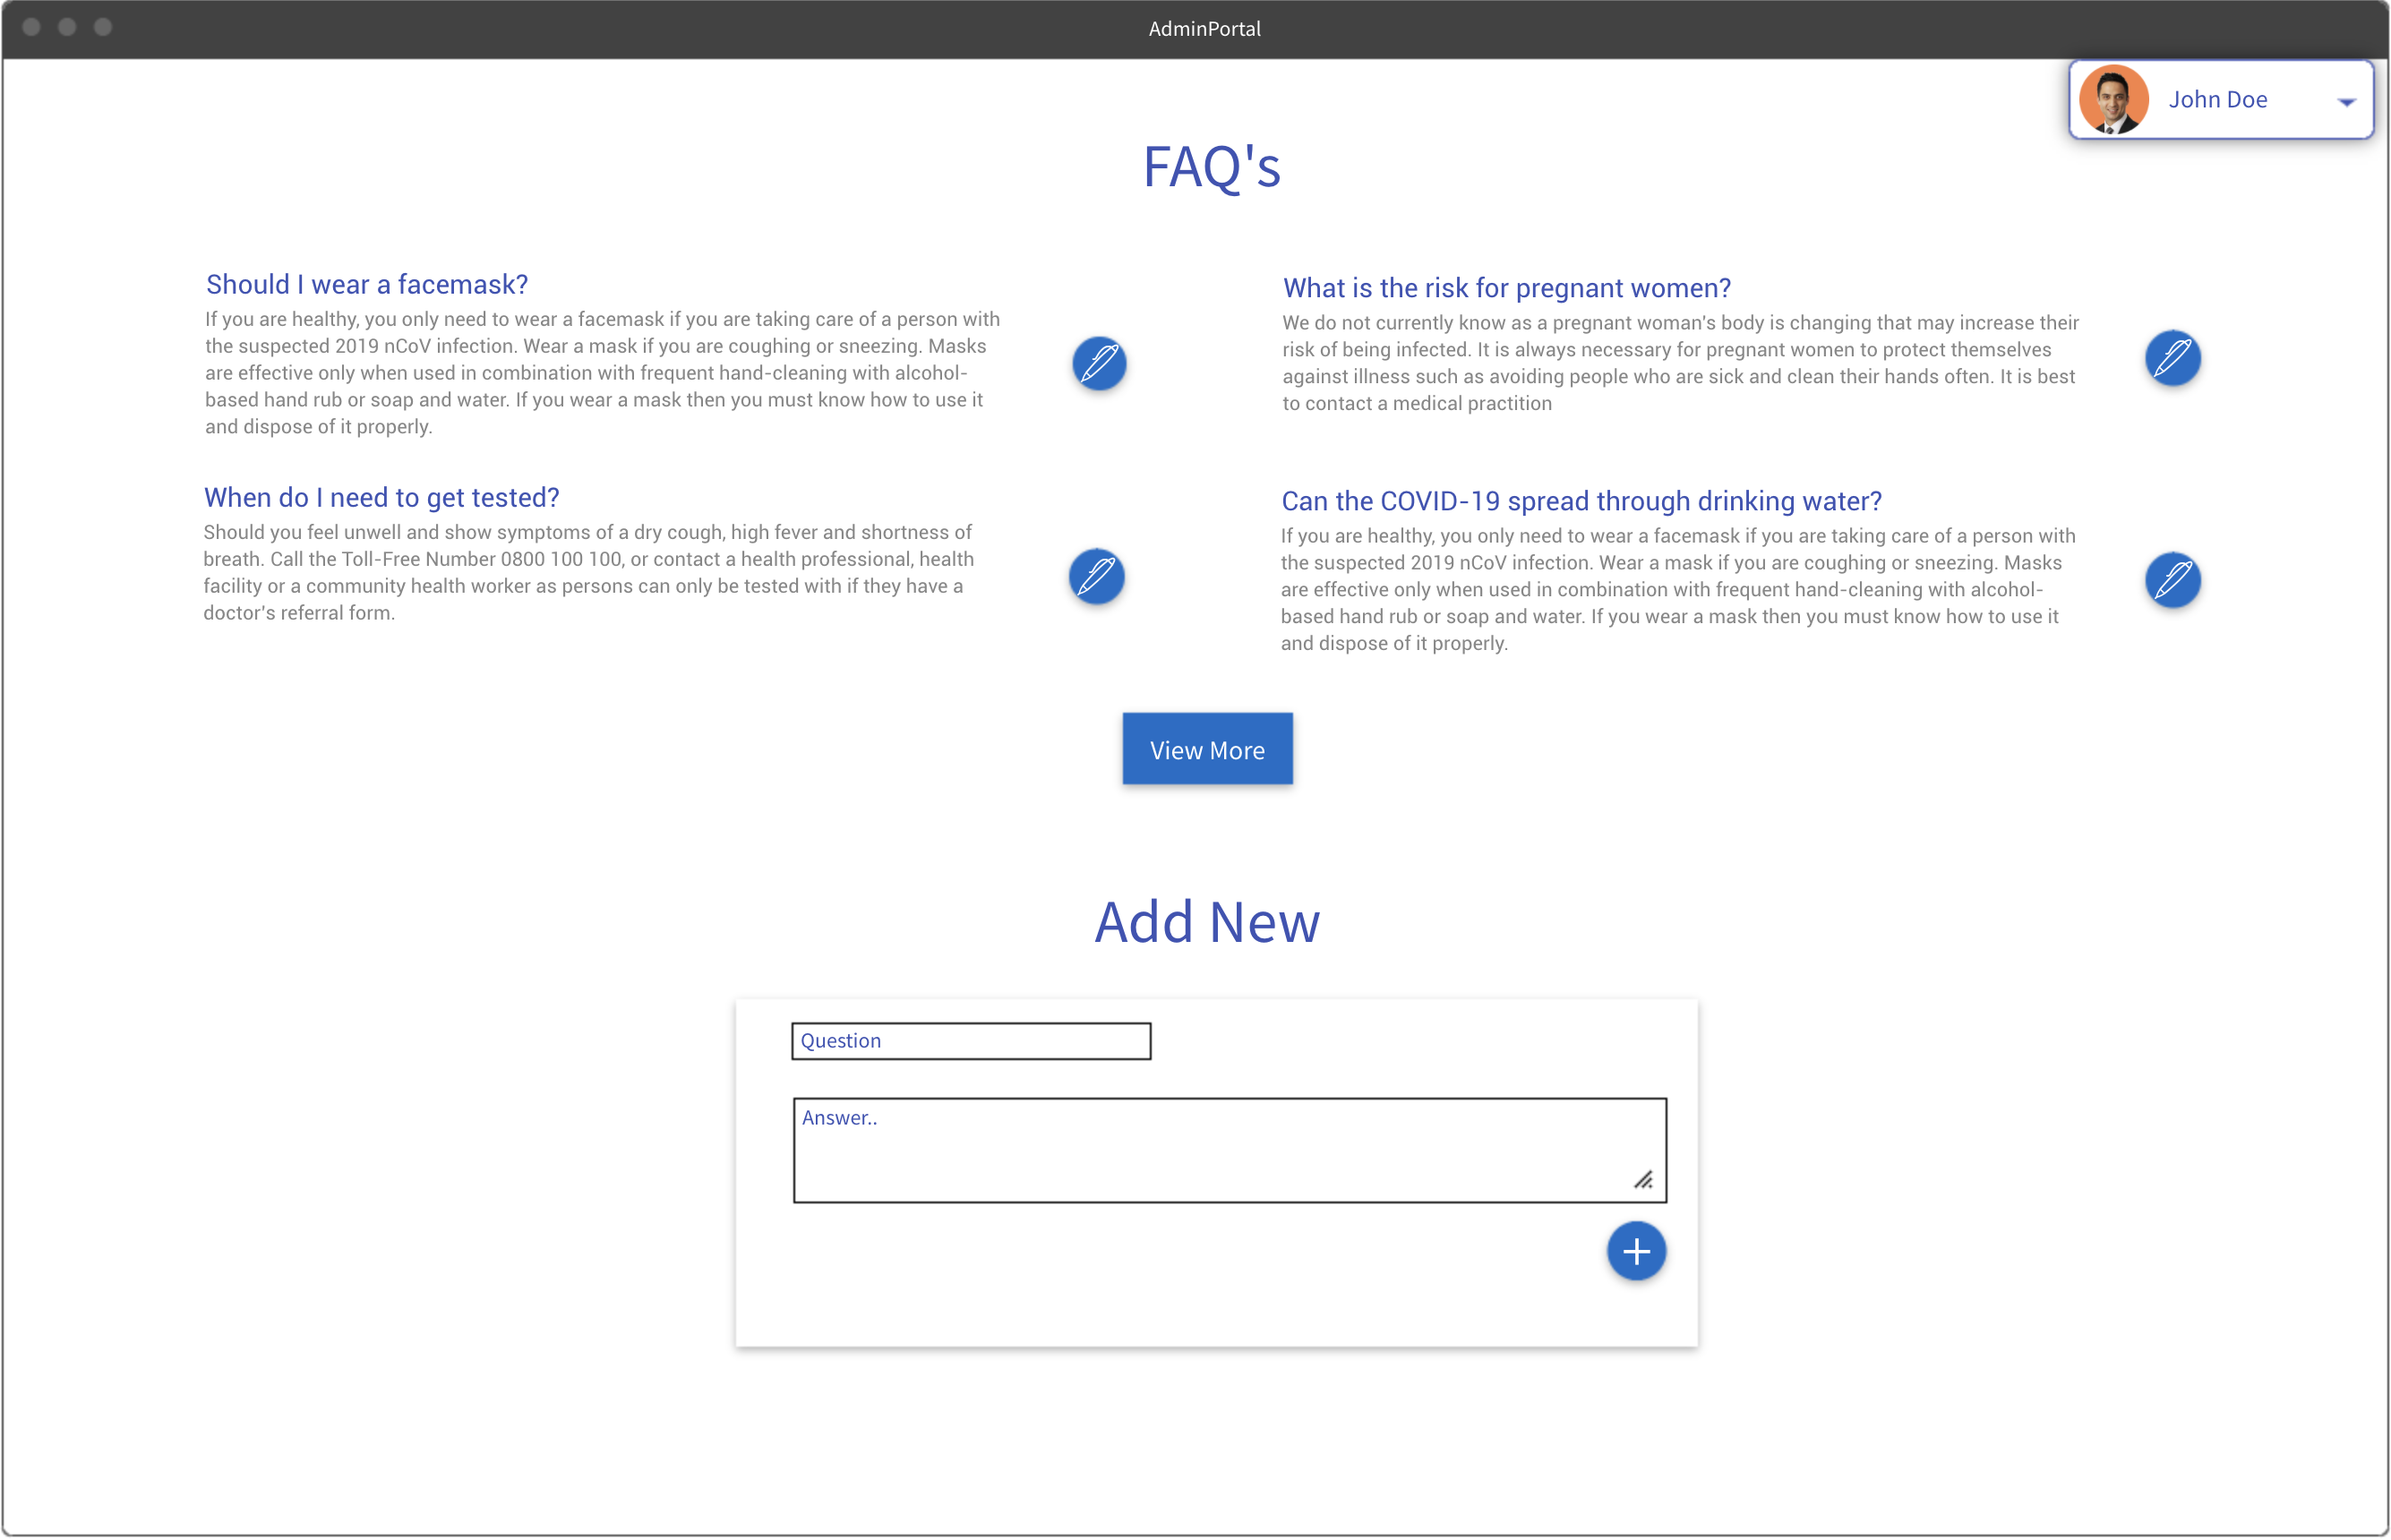 AdminPortal
John Doe
FAQ's
Should I wear a facemask?
If you are healthy, you only need to wear a facemask if you are taking care of a person with
the suspected 2019 nCoV infection. Wear a mask if you are coughing or sneezing. Masks
are effective only when used in combination with frequent hand-cleaning with alcohol-
based hand rub or soap and water. If you wear a mask then you must know how to use it
and dispose of it properly.
What is the risk for pregnant women?
We do not currently know as a pregnant woman's body is changing that may increase their
risk of being infected. It is always necessary for pregnant women to protect themselves
against illness such as avoiding people who are sick and clean their hands often. It is best
to contact a medical practition
When do I need to get tested?
Should you feel unwell and show symptoms of a dry cough, high fever and shortness of
breath. Call the Toll-Free Number 0800 100 100, or contact a health professional, health
facility or a community health worker as persons can only be tested with if they have a
doctor's referral form.
Can the COVID-19 spread through drinking water?
If you are healthy, you only need to wear a facemask if you are taking care of a person with
the suspected 2019 nCoV infection. Wear a mask if you are coughing or sneezing. Masks
are effective only when used in combination with frequent hand-cleaning with alcohol-
based hand rub or soap and water. If you wear a mask then you must know how to use it
and dispose of it properly.
View More
Add New
Question
Answer..